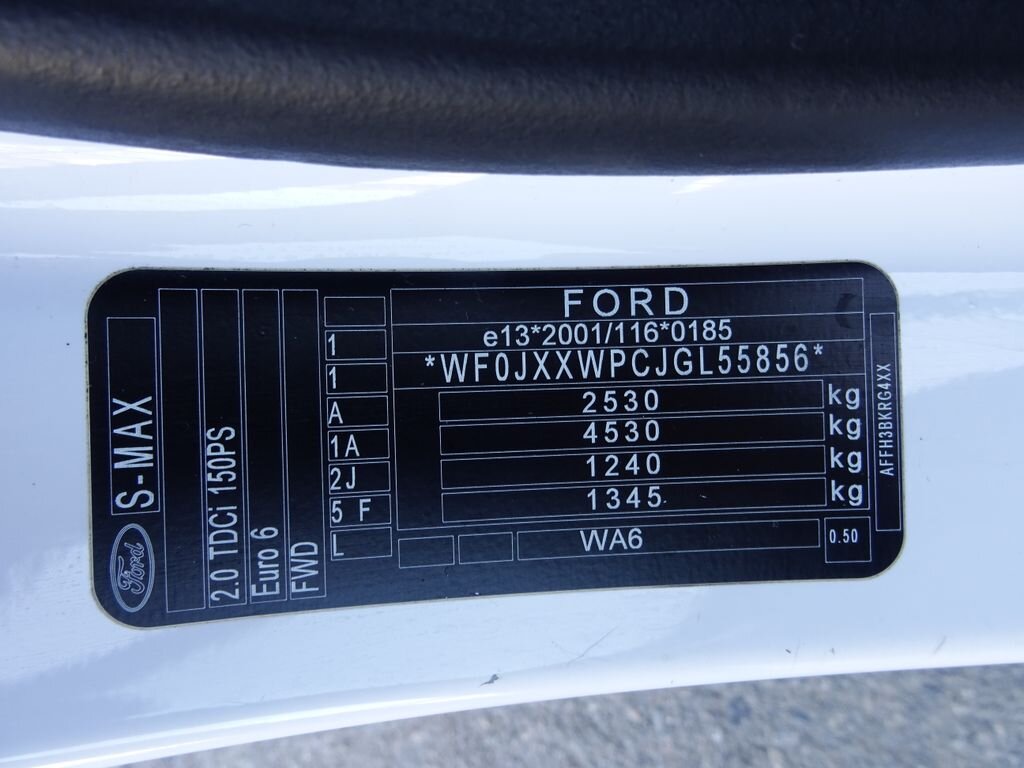 FORD
e13*2001/116*0185
*WF0JXXWPCJGL55856*
2530 kg
4530 kg
1240 kg
1345 kg
WA6
0.50
1
1
A
1A
2J
5 F
L
Ford
S-MAX
2.0 TDCi 150PS
Euro 6
FWD
AFFH3BKRG4XX